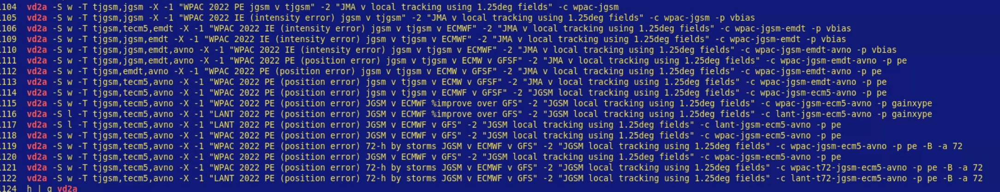 1104 vd2a -S w -T tjgsm,jgsm -X -1 "WPAC 2022 PE jgsm v tjgsm" -2 "JMA v local tracking using 1.25deg fields" -c wpac-jgsm
1105 vd2a -S w -T tjgsm,jgsm -X -1 "WPAC 2022 IE (intensity error) jgsm v tjgsm" -2 "JMA v local tracking using 1.25deg fields" -c wpac-jgsm -p vbias
1106 vd2a -S w -T tjgsm,tecm5,emdt -X -1 "WPAC 2022 IE (intensity error) jgsm v tjgsm v ECMWF" -2 "JMA v local tracking using 1.25deg fields" -c wpac-jgsm-emdt -p vbias
1109 vd2a -S w -T tjgsm,jgsm,emdt -X -1 "WPAC 2022 IE (intensity error) jgsm v tjgsm v ECMWF" -2 "JMA v local tracking using 1.25deg fields" -c wpac-jgsm-emdt -p vbias
1110 vd2a -S w -T tjgsm,jgsm,emdt,avno -X -1 "WPAC 2022 IE (intensity error) jgsm v tjgsm v ECMWF" -2 "JMA v local tracking using 1.25deg fields" -c wpac-jgsm-emdt-avno -p vbias
1111 vd2a -S w -T tjgsm,jgsm,emdt,avno -X -1 "WPAC 2022 PE (position error) jgsm v tjgsm v ECMW v GFSF" -2 "JMA v local tracking using 1.25deg fields" -c wpac-jgsm-emdt-avno -p pe
1112 vd2a -S w -T tjgsm,emdt,avno -X -1 "WPAC 2022 PE (position error) jgsm v tjgsm v ECMW v GFSF" -2 "JMA v local tracking using 1.25deg fields" -c wpac-jgsm-emdt-avno -p pe
1113 vd2a -S w -T tjgsm,tecm5,avno -X -1 "WPAC 2022 PE (position error) jgsm v tjgsm v ECMW v GFSF" -2 "JMA v local tracking using 1.25deg fields" -c wpac-jgsm-emdt-avno -p pe
1114 vd2a -S w -T tjgsm,tecm5,avno -X -1 "WPAC 2022 PE (position error) jgsm v tjgsm v ECMWF v GFSF" -2 "JGSM local tracking using 1.25deg fields" -c wpac-jgsm-ecm5-avno -p pe
1115 vd2a -S w -T tjgsm,tecm5,avno -X -1 "WPAC 2022 PE (position error) JGSM v ECMWF %improve over GFS" -2 "JGSM local tracking using 1.25deg fields" -c wpac-jgsm-ecm5-avno -p gainxype
1116 vd2a -S l -T tjgsm,tecm5,avno -X -1 "LANT 2022 PE (position error) JGSM v ECMWF %improve over GFS" -2 "JGSM local tracking using 1.25deg fields" -c lant-jgsm-ecm5-avno -p gainxype
1117 vd2a -S l -T tjgsm,tecm5,avno -X -1 "LANT 2022 PE (position error) JGSM v ECMWF v GFS" -2 "JGSM local tracking using 1.25deg fields" -c lant-jgsm-ecm5-avno -p pe
1118 vd2a -S w -T tjgsm,tecm5,avno -X -1 "WPAC 2022 PE (position error) JGSM v ECMWF v GFS" -2 "JGSM local tracking using 1.25deg fields" -c wpac-jgsm-ecm5-avno -p pe
1119 vd2a -S w -T tjgsm,tecm5,avno -X -1 "WPAC 2022 PE (position error) 72-h by storms JGSM v ECMWF v GFS" -2 "JGSM local tracking using 1.25deg fields" -c wpac-jgsm-ecm5-avno -p pe -B -a 72
1120 vd2a -S w -T tjgsm,tecm5,avno -X -1 "WPAC 2022 PE (position error) JGSM v ECMWF v GFS" -2 "JGSM local tracking using 1.25deg fields" -c wpac-jgsm-ecm5-avno -p pe
1121 vd2a -S w -T tjgsm,tecm5,avno -X -1 "WPAC 2022 PE (position error) 72-h by storms JGSM v ECMWF v GFS" -2 "JGSM local tracking using 1.25deg fields" -c wpac-t72-jgsm-ecm5-avno -p pe -B -a 72
1122 vd2a -S w -T tjgsm,tecm5,avno -X -1 "LANT 2022 PE (position error) 72-h by storms JGSM v ECMWF v GFS" -2 "JGSM local tracking using 1.25deg fields" -c lant-t72-jgsm-ecm5-avno -p pe -B -a 72
1124 h | g vd2a